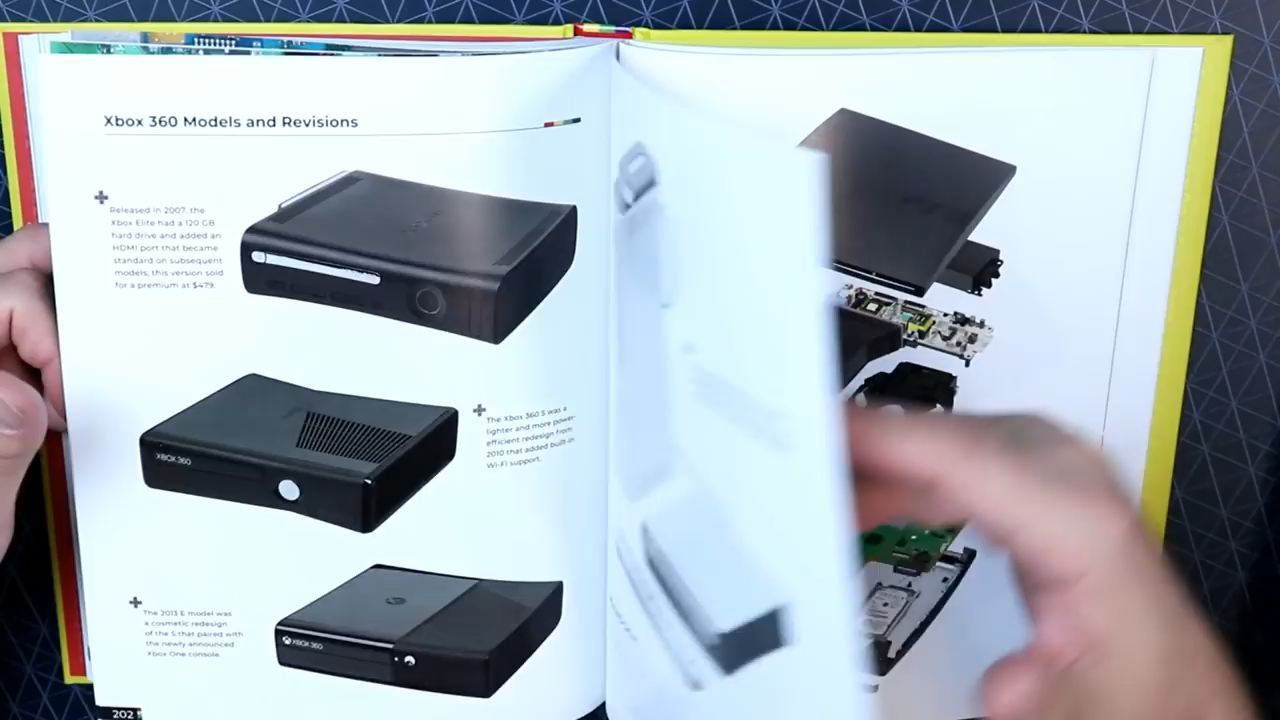 Xbox 360 Models and Revisions
Released in 2007, the
Xbox Elite had a 120 GB
hard drive and added an
HDMI port that became
standard on subsequent
models; this version sold
for a premium at $479.
XBOX 360
The Xbox 360 S was a
lighter and more power-
efficient redesign from
2010 that added built-in
Wi-Fi support.
The 2013 E model was
a cosmetic redesign
of the S that paired with
the newly announced
Xbox One console.
XBOX 360
202